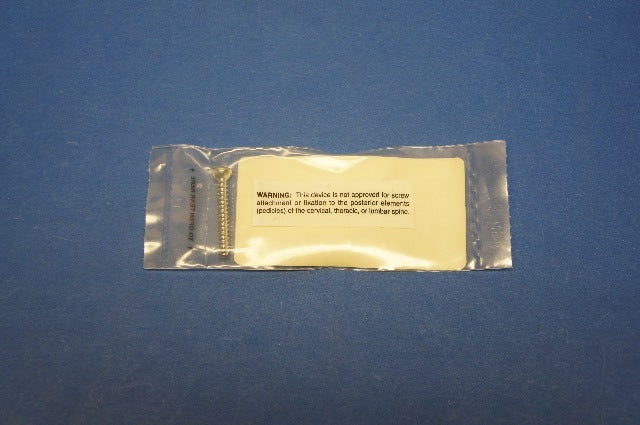 WARNING: This device is not approved for screw
attachment or fixation to the posterior elements
(pedicles) of the cervical, thoracic, or lumbar spine.